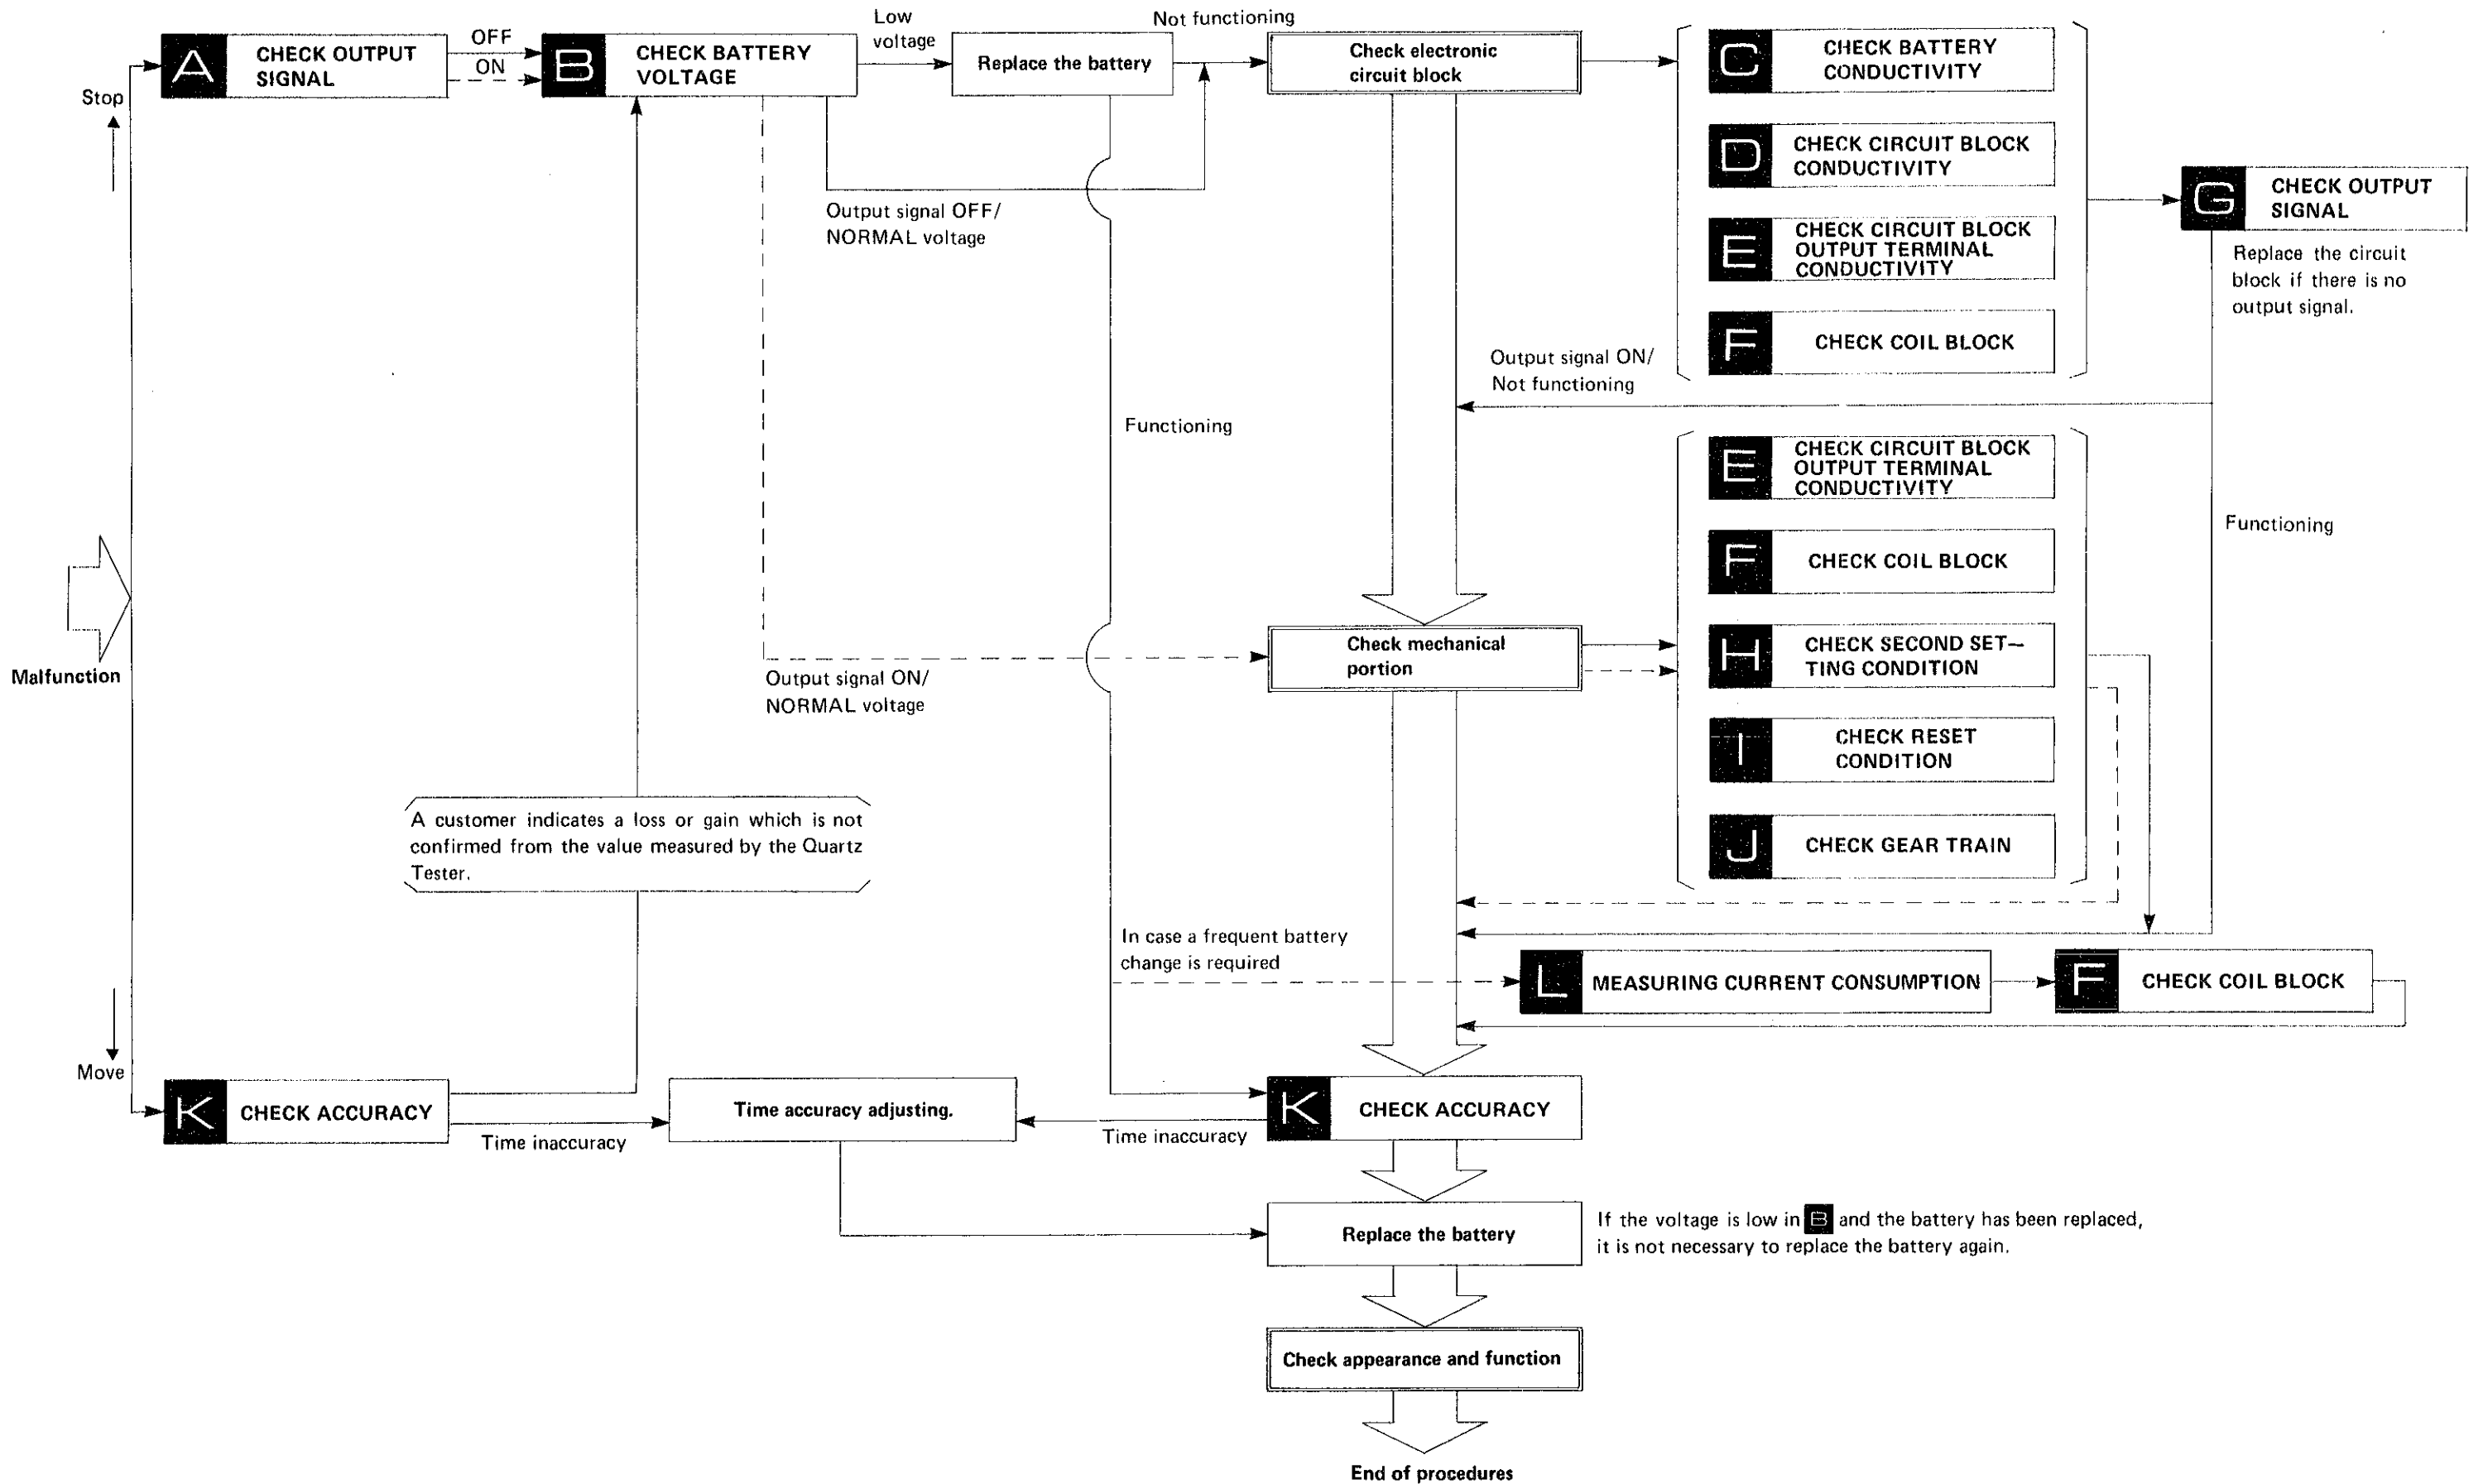 Malfunction
Stop
Move
A
CHECK OUTPUT
SIGNAL
OFF
ON
B
CHECK BATTERY
VOLTAGE
Low
voltage
Replace the battery
Not functioning
Check electronic
circuit block
C
CHECK BATTERY
CONDUCTIVITY
D
CHECK CIRCUIT BLOCK
CONDUCTIVITY
E
CHECK CIRCUIT BLOCK
OUTPUT TERMINAL
CONDUCTIVITY
F
CHECK COIL BLOCK
G
CHECK OUTPUT
SIGNAL
Replace the circuit
block if there is no
output signal.
Output signal OFF/
NORMAL voltage
Output signal ON/
Not functioning
Functioning
Functioning
E
CHECK CIRCUIT BLOCK
OUTPUT TERMINAL
CONDUCTIVITY
F
CHECK COIL BLOCK
H
CHECK SECOND SET–
TING CONDITION
I
CHECK RESET
CONDITION
J
CHECK GEAR TRAIN
Check mechanical
portion
Output signal ON/
NORMAL voltage
A customer indicates a loss or gain which is not
confirmed from the value measured by the Quartz
Tester.
In case a frequent battery
change is required
L
MEASURING CURRENT CONSUMPTION
F
CHECK COIL BLOCK
K
CHECK ACCURACY
Time inaccuracy
Time accuracy adjusting.
Time inaccuracy
K
CHECK ACCURACY
Replace the battery
If the voltage is low in B and the battery has been replaced,
it is not necessary to replace the battery again.
Check appearance and function
End of procedures